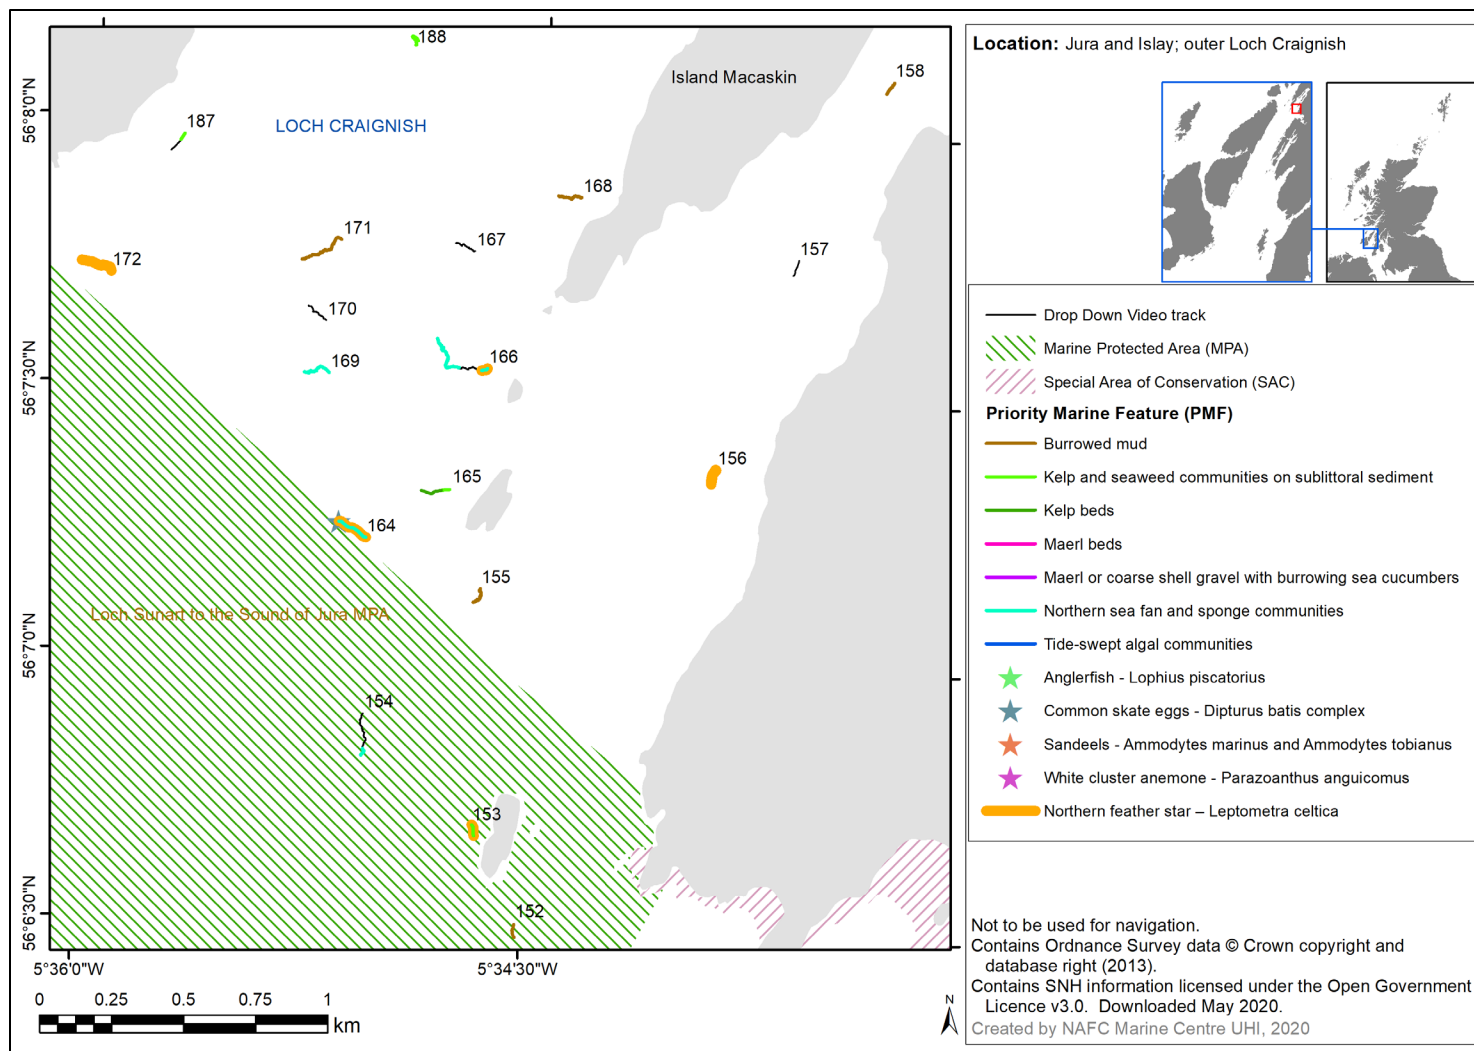 188
Island Macaskin
158
56°8'0"N
187
LOCH CRAIGNISH
168
171
167
157
172
170
169
166
56°7'30"N
156
165
164
155
Loch Sunart to the Sound of Jura MPA
56°7'0"N
154
153
152
56°6'30"N
5°36'0"W
5°34'30"W
0 0.25 0.5 0.75 1
km
N
Location: Jura and Islay; outer Loch Craignish
Drop Down Video track
Marine Protected Area (MPA)
Special Area of Conservation (SAC)
Priority Marine Feature (PMF)
Burrowed mud
Kelp and seaweed communities on sublittoral sediment
Kelp beds
Maerl beds
Maerl or coarse shell gravel with burrowing sea cucumbers
Northern sea fan and sponge communities
Tide-swept algal communities
Anglerfish - Lophius piscatorius
Common skate eggs - Dipturus batis complex
Sandeels - Ammodytes marinus and Ammodytes tobianus
White cluster anemone - Parazoanthus anguicomus
Northern feather star – Leptometra celtica
Not to be used for navigation.
Contains Ordnance Survey data © Crown copyright and
database right (2013).
Contains SNH information licensed under the Open Government
Licence v3.0. Downloaded May 2020.
Created by NAFC Marine Centre UHI, 2020